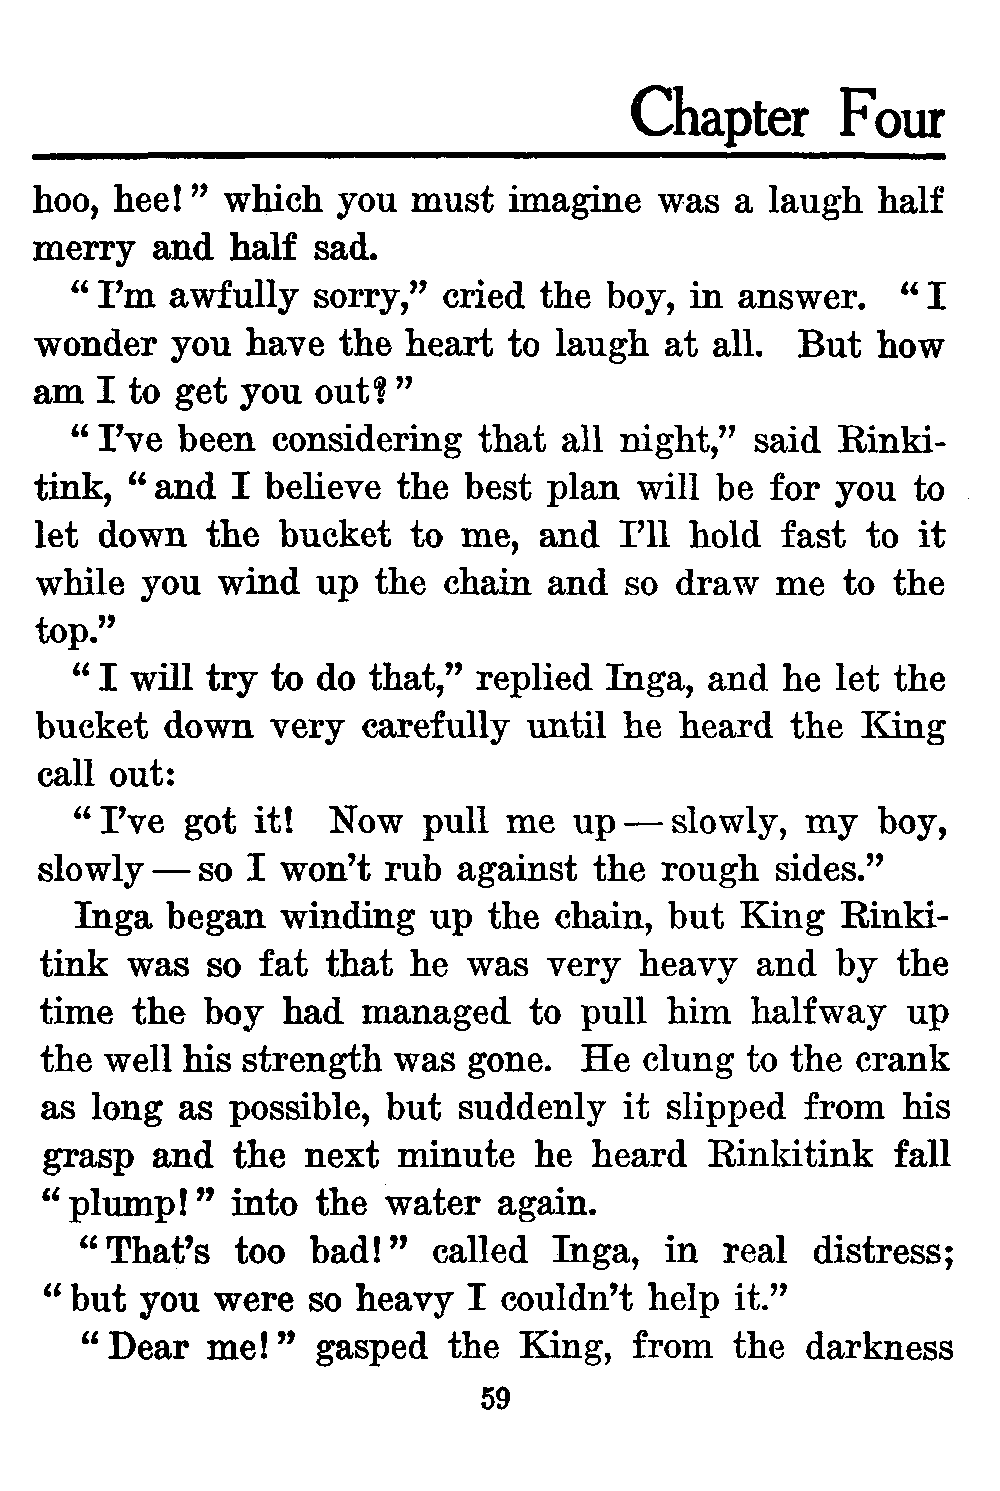 Chapter Four
hoo, hee!” which you must imagine was a laugh half
merry and half sad.
“I’m awfully sorry,” cried the boy, in answer. “I
wonder you have the heart to laugh at all. But how
am I to get you out?”
“I’ve been considering that all night,” said Rinki-
tink, “and I believe the best plan will be for you to
let down the bucket to me, and I’ll hold fast to it
while you wind up the chain and so draw me to the
top.”
“I will try to do that,” replied Inga, and he let the
bucket down very carefully until he heard the King
call out:
“I’ve got it! Now pull me up — slowly, my boy,
slowly — so I won’t rub against the rough sides.”
Inga began winding up the chain, but King Rinki-
tink was so fat that he was very heavy and by the
time the boy had managed to pull him halfway up
the well his strength was gone. He clung to the crank
as long as possible, but suddenly it slipped from his
grasp and the next minute he heard Rinkitink fall
“plump!” into the water again.
“That’s too bad!” called Inga, in real distress;
“but you were so heavy I couldn’t help it.”
“Dear me!” gasped the King, from the darkness
59